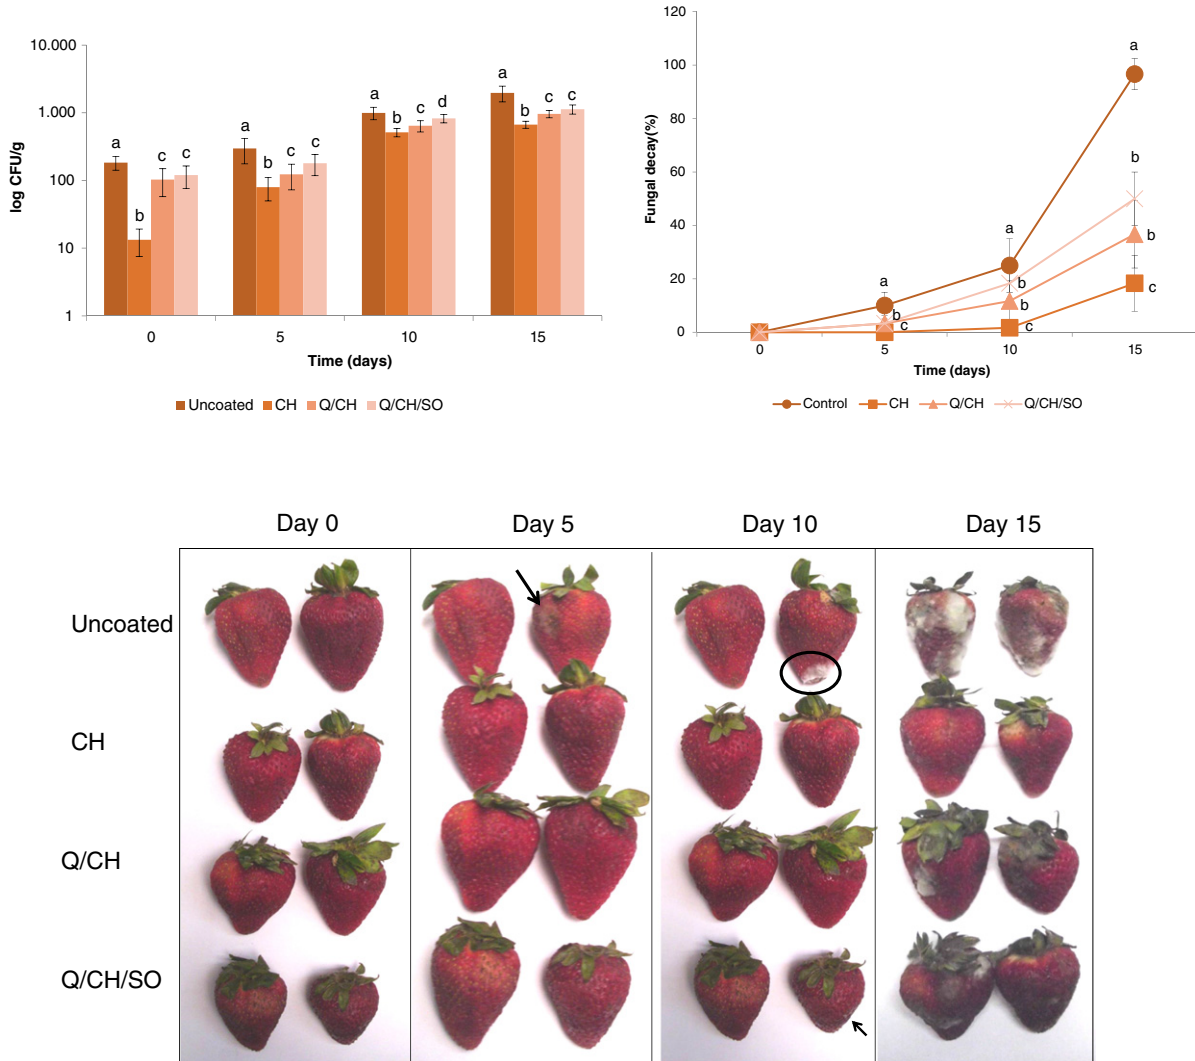 10.000
1.000
100
10
1
log CFU/g
a
b
c
c
a
b
c
c
a
b
c
d
a
b
c
c
0
5
10
15
Time (days)
Uncoated
CH
Q/CH
Q/CH/SO
120
100
80
60
40
20
0
Fungal decay(%)
a
b
c
a
b
b
c
a
b
b
c
0
5
10
15
Time (days)
Control
CH
Q/CH
Q/CH/SO
Day 0 Day 5 Day 10 Day 15
Uncoated
CH
Q/CH
Q/CH/SO